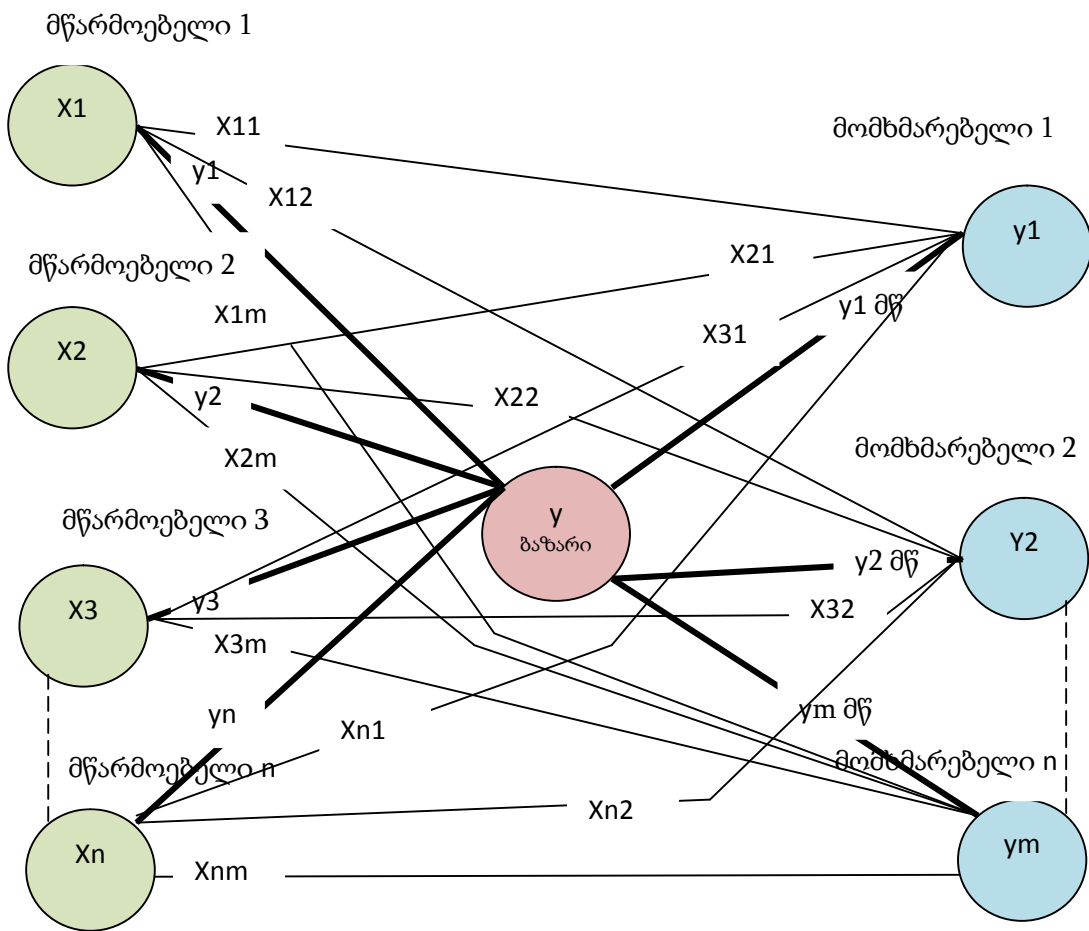 მწარმოებელი 1
X1
X11
მომხმარებელი 1
y1
X12
y1
მწარმოებელი 2
X21
X1m
y1 მწ
X31
X2
y2
X22
მომხმარებელი 2
X2m
მწარმოებელი 3
y
ბაზარი
Y2
y2 მწ
X3
y3
X32
X3m
yn
ym მწ
Xn1
მწარმოებელი n
მომხმარებელი n
Xn2
Xn
ym
Xnm